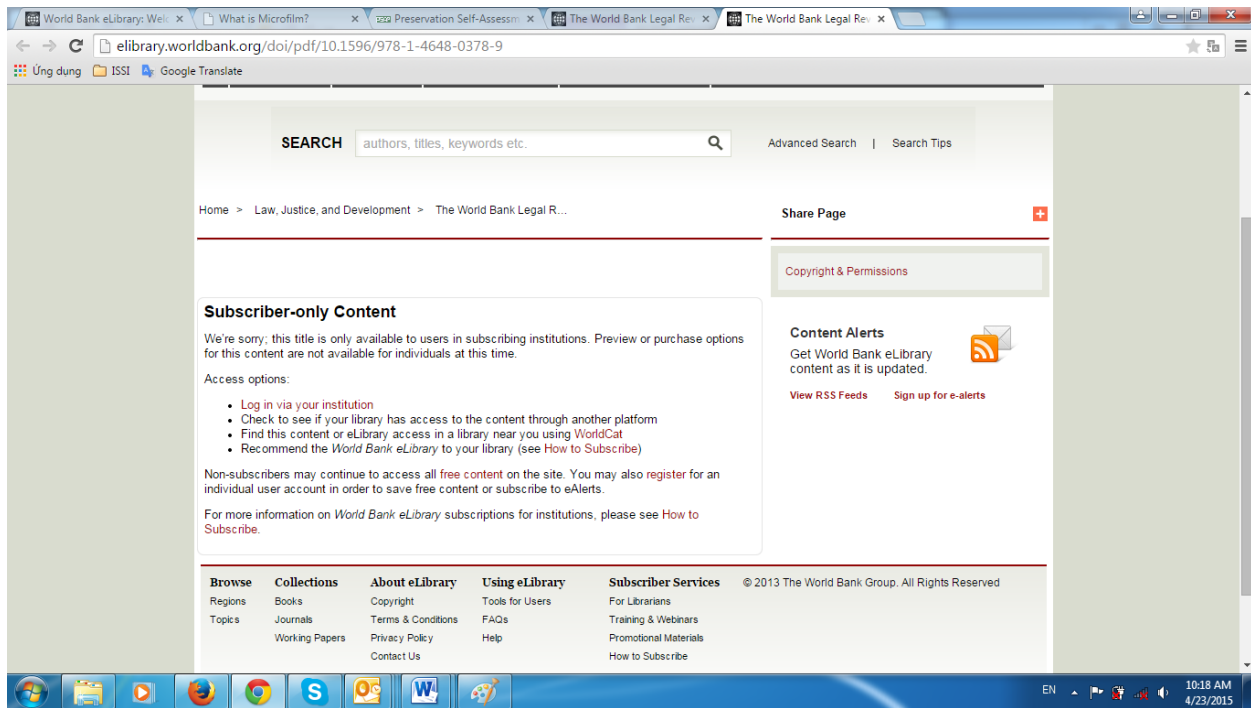 World Bank eLibrary: Welc
What is Microfilm?
Preservation Self-Assessm
The World Bank Legal Rev
The World Bank Legal Rev
elibrary.worldbank.org/doi/pdf/10.1596/978-1-4648-0378-9
Ứng dụng
ISSI
Google Translate
SEARCH
authors, titles, keywords etc.
Advanced Search | Search Tips
Home > Law, Justice, and Development > The World Bank Legal R...
Share Page
Copyright & Permissions
Subscriber-only Content
We're sorry; this title is only available to users in subscribing institutions. Preview or purchase options
for this content are not available for individuals at this time.
Access options:
• Log in via your institution
• Check to see if your library has access to the content through another platform
• Find this content or eLibrary access in a library near you using WorldCat
• Recommend the World Bank eLibrary to your library (see How to Subscribe)
Non-subscribers may continue to access all free content on the site. You may also register for an
individual user account in order to save free content or subscribe to eAlerts.
For more information on World Bank eLibrary subscriptions for institutions, please see How to
Subscribe.
Content Alerts
Get World Bank eLibrary
content as it is updated.
View RSS Feeds Sign up for e-alerts
Browse
Regions
Topics
Collections
Books
Journals
Working Papers
About eLibrary
Copyright
Terms & Conditions
Privacy Policy
Contact Us
Using eLibrary
Tools for Users
FAQs
Help
Subscriber Services
For Librarians
Training & Webinars
Promotional Materials
How to Subscribe
© 2013 The World Bank Group. All Rights Reserved
EN
10:18 AM
4/23/2015